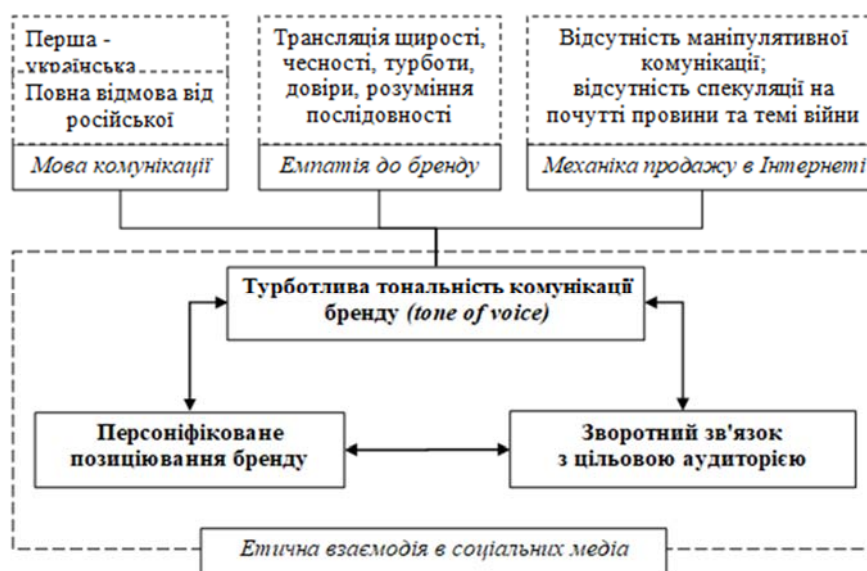 Перша -
українська
Повна відмова від
російської
Мова комунікації
Трансляція щирості,
чесності, турботи,
довіри, розуміння
послідовності
Емпатія до бренду
Відсутність маніпулятивної
комунікації;
відсутність спекуляції на
почутті провини та темі війни
Механіка продажу в Інтернеті
Турботлива тональність комунікації
бренду (tone of voice)
Персоніфіковане
позиціювання бренду
Зворотний зв'язок
з цільовою аудиторією
Етична взаємодія в соціальних медіа